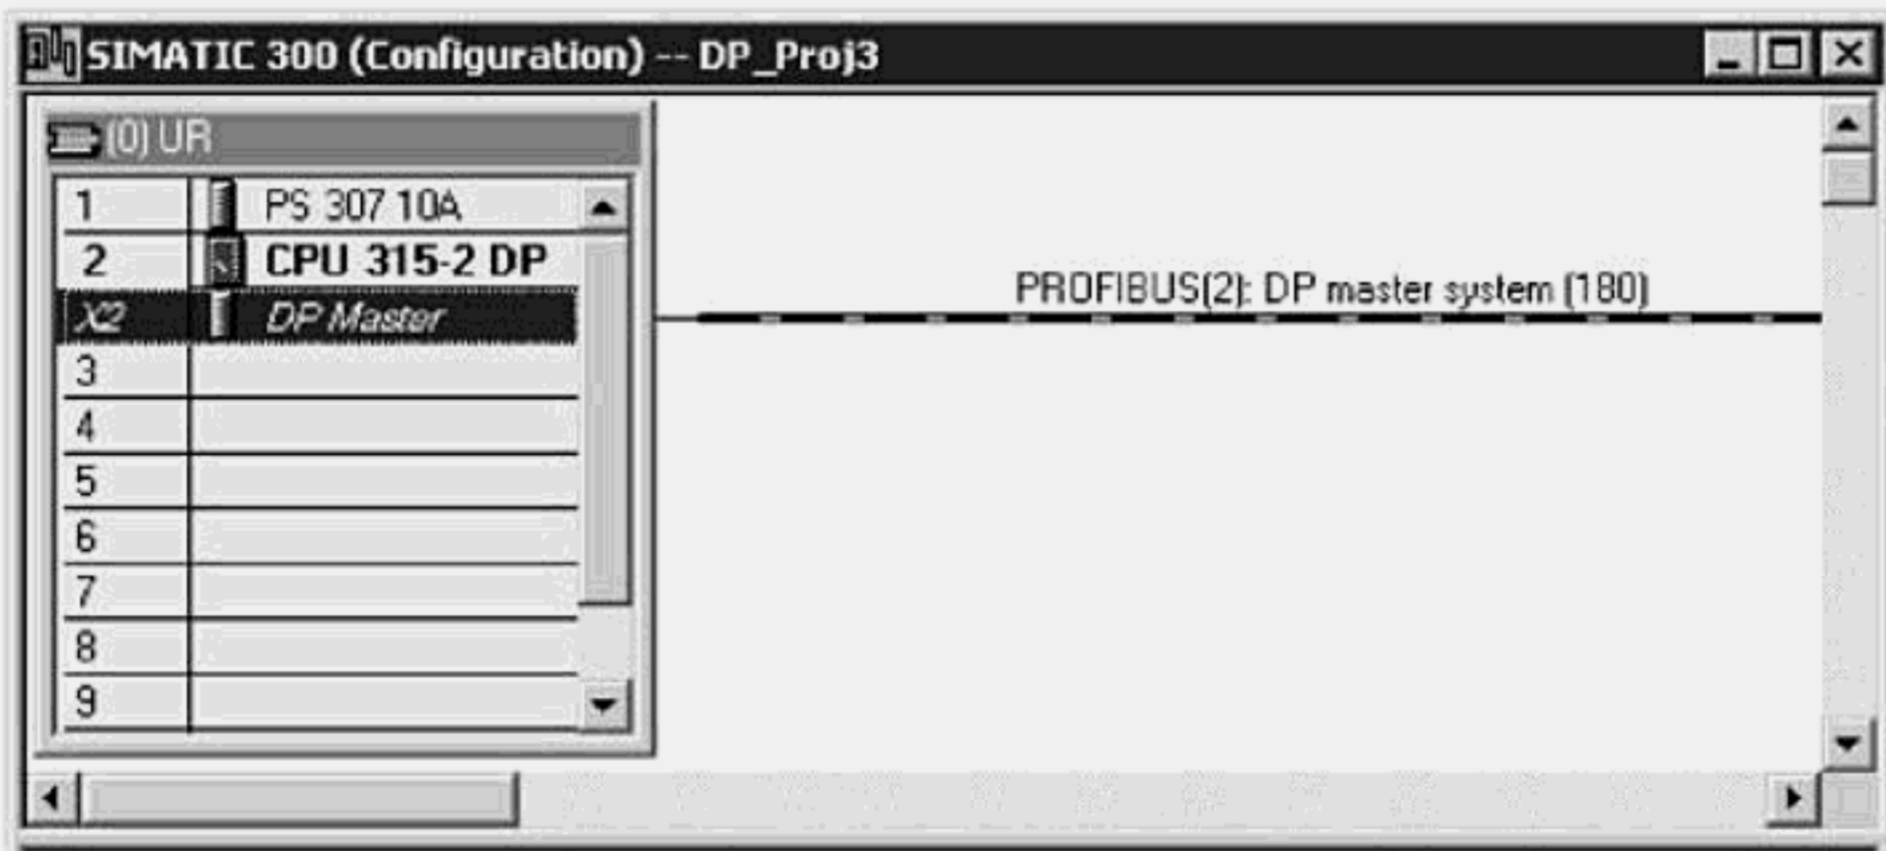 SIMATIC 300 (Configuration) -- DP_Proj3
(0) UR
1 PS 307 10A
2 CPU 315-2 DP
X2 DP Master
3
4
5
6
7
8
9
PROFIBUS(2): DP master system (180)